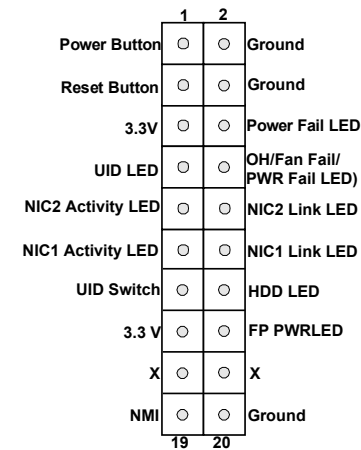 1 2
Power Button Ground
Reset Button Ground
3.3V Power Fail LED
UID LED OH/Fan Fail/
PWR Fail LED)
NIC2 Activity LED NIC2 Link LED
NIC1 Activity LED NIC1 Link LED
UID Switch HDD LED
3.3 V FP PWRLED
X X
NMI Ground
19 20